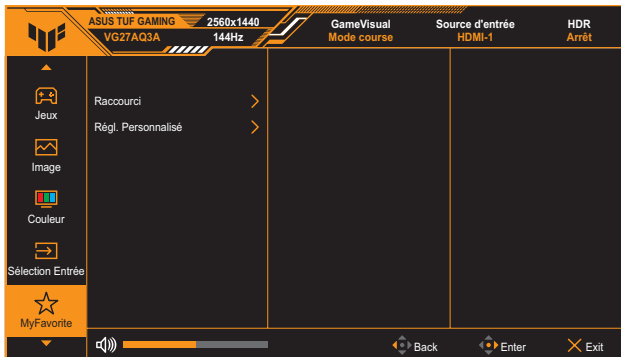 ASUS TUF GAMING 2560x1440
VG27AQ3A 144Hz
GameVisual
Mode course
Source d'entrée
HDMI-1
HDR
Arrêt
Jeux
Image
Couleur
Sélection Entrée
MyFavorite
Raccourci
Régl. Personnalisé
Back
Enter
Exit